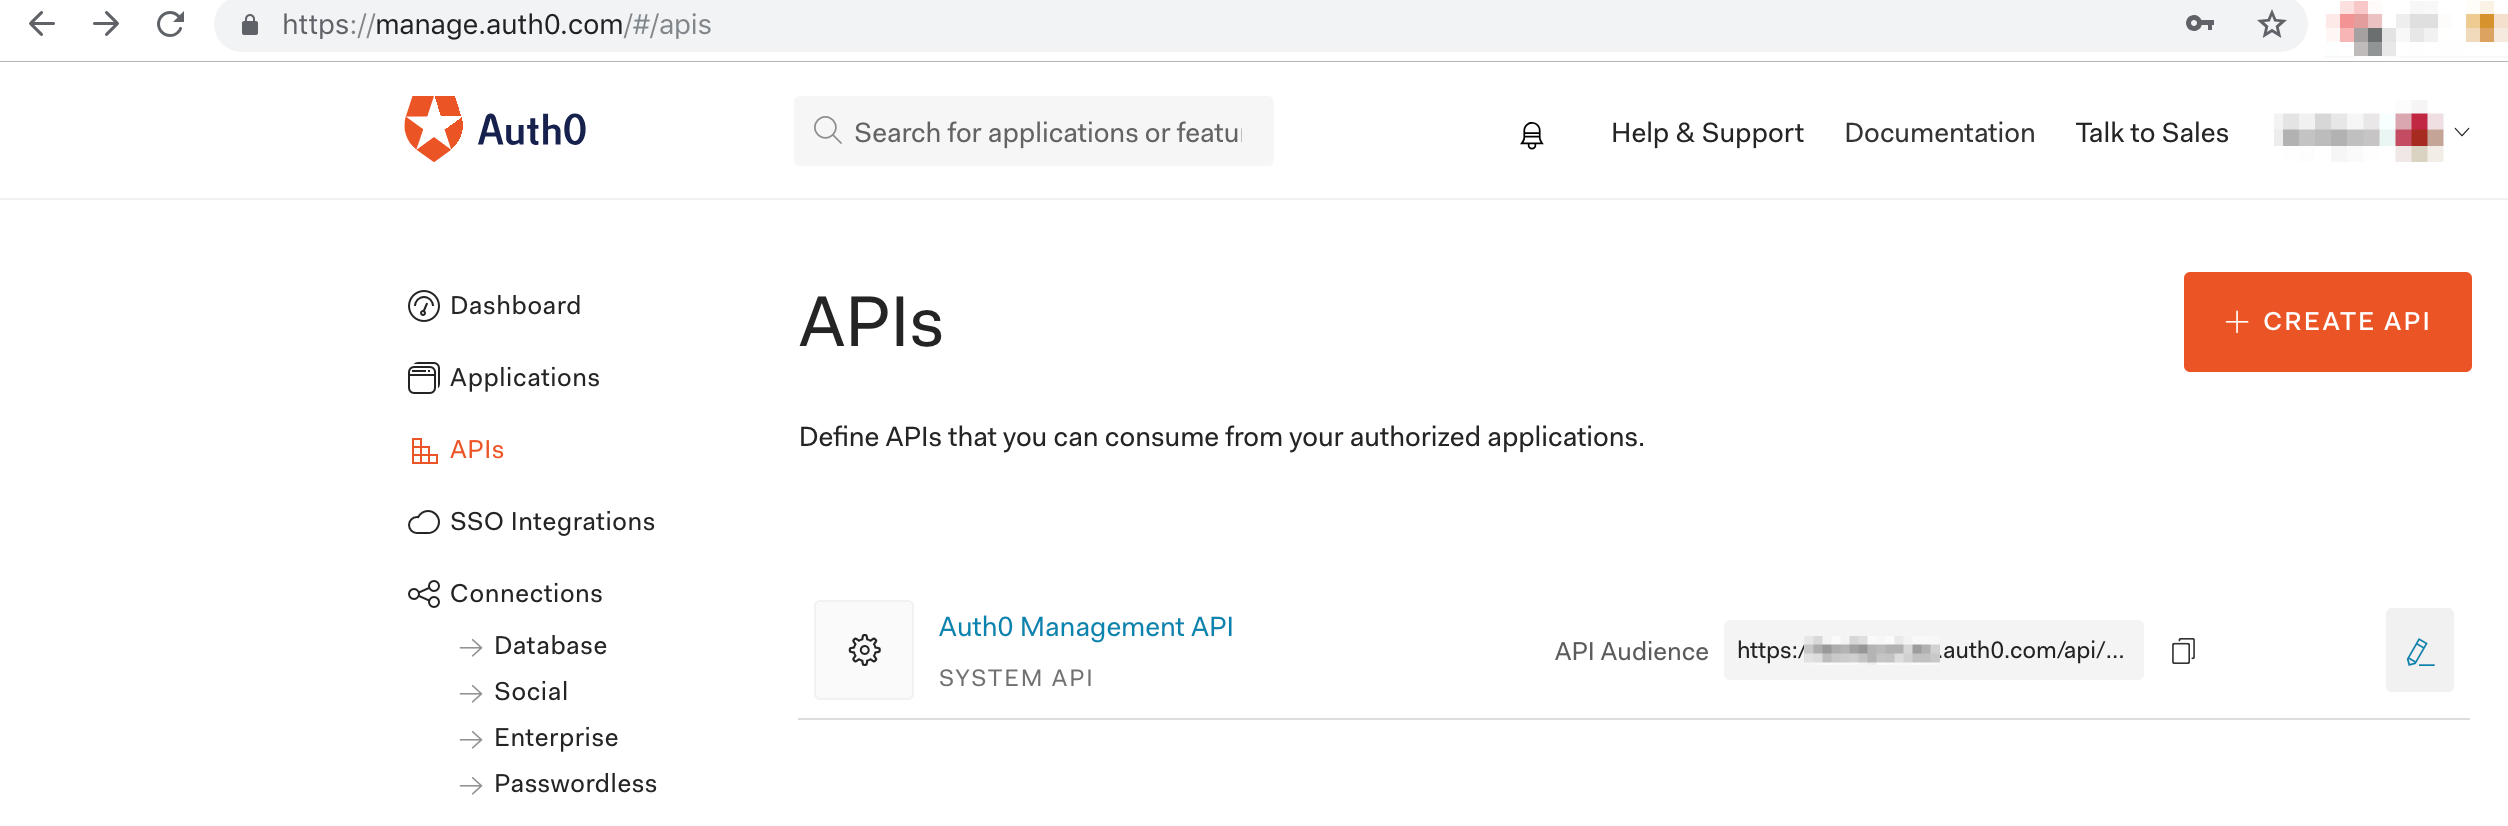 https://manage.auth0.com/#/apis
Auth0
Search for applications or featu
Help & Support
Documentation
Talk to Sales
Dashboard
Applications
APIs
SSO Integrations
Connections
Database
Social
Enterprise
Passwordless
APIs
+ CREATE API
Define APIs that you can consume from your authorized applications.
Auth0 Management API
SYSTEM API
API Audience
https:/ .auth0.com/api/...